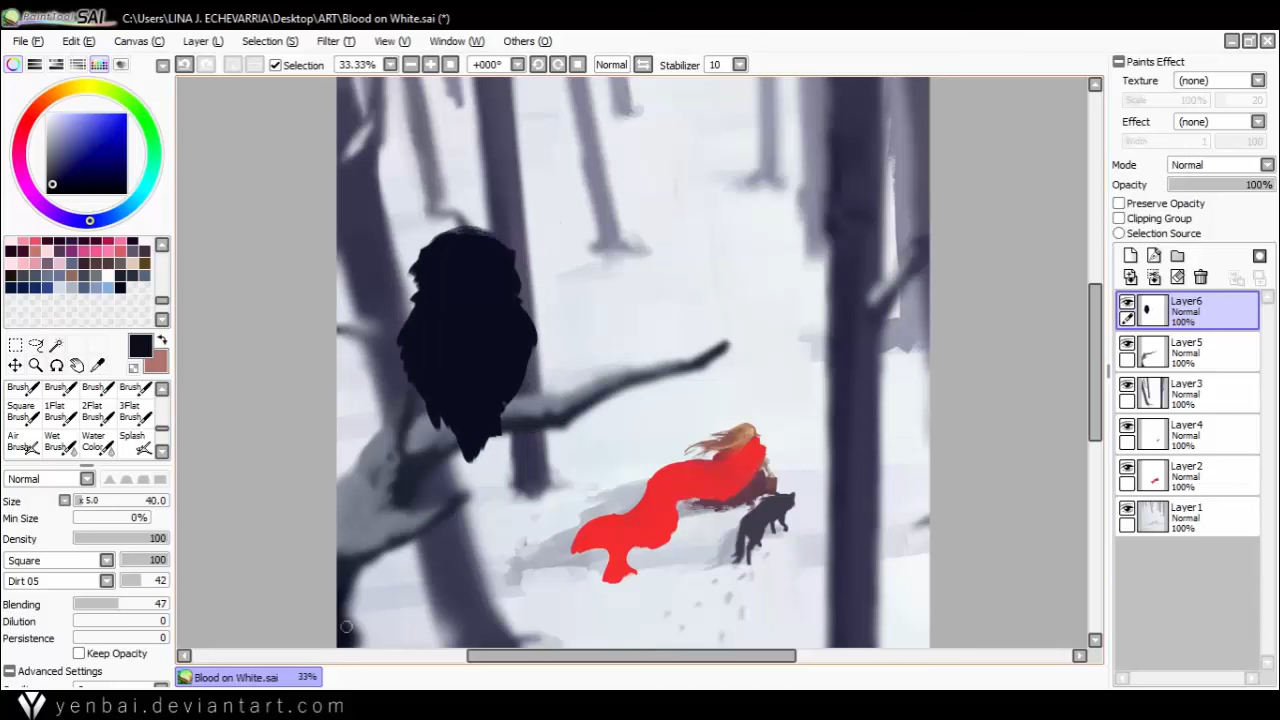 PaintTool SAI C:\Users\LINA J. ECHEVARRIA\Desktop\ART\Blood on White.sai (*)
File (F) Edit (E) Canvas (C) Layer (L) Selection (S) Filter (T) View (V) Window (W) Others (O)
Selection 33.33% +000° Normal Stabilizer 10
Paints Effect
Texture (none)
Scale 100% 20
Effect (none)
Width 1 100
Mode Normal
Opacity 100%
Preserve Opacity
Clipping Group
Selection Source
Layer6
Normal
100%
Layer5
Normal
100%
Layer3
Normal
100%
Layer4
Normal
100%
Layer2
Normal
100%
Layer1
Normal
100%
Brush Brush Brush Brush
Square 1Flat 2Flat 3Flat
Brush Brush Brush Brush
Air Wet Water Splash
Brush Brush Color
Normal
Size x 5.0 40.0
Min Size 0%
Density 100
Square 100
Dirt 05 42
Blending 47
Dilution 0
Persistence 0
Keep Opacity
Advanced Settings
Blood on White.sai 33%
yenbai.deviantart.com